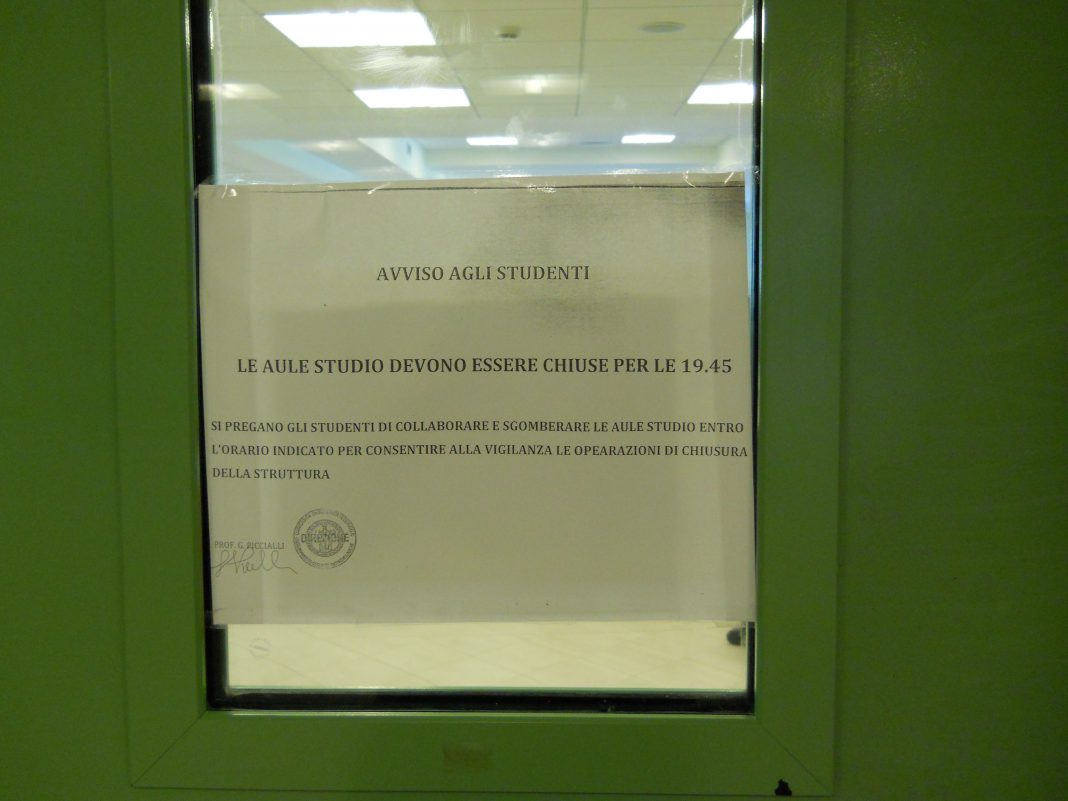 AVVISO AGLI STUDENTI
LE AULE STUDIO DEVONO ESSERE CHIUSE PER LE 19.45
SI PREGANO GLI STUDENTI DI COLLABORARE E SGOMBERARE LE AULE STUDIO ENTRO
L'ORARIO INDICATO PER CONSENTIRE ALLA VIGILANZA LE OPEARAZIONI DI CHIUSURA
DELLA STRUTTURA
PROF. G. PICCIALLI
DIREZIONE